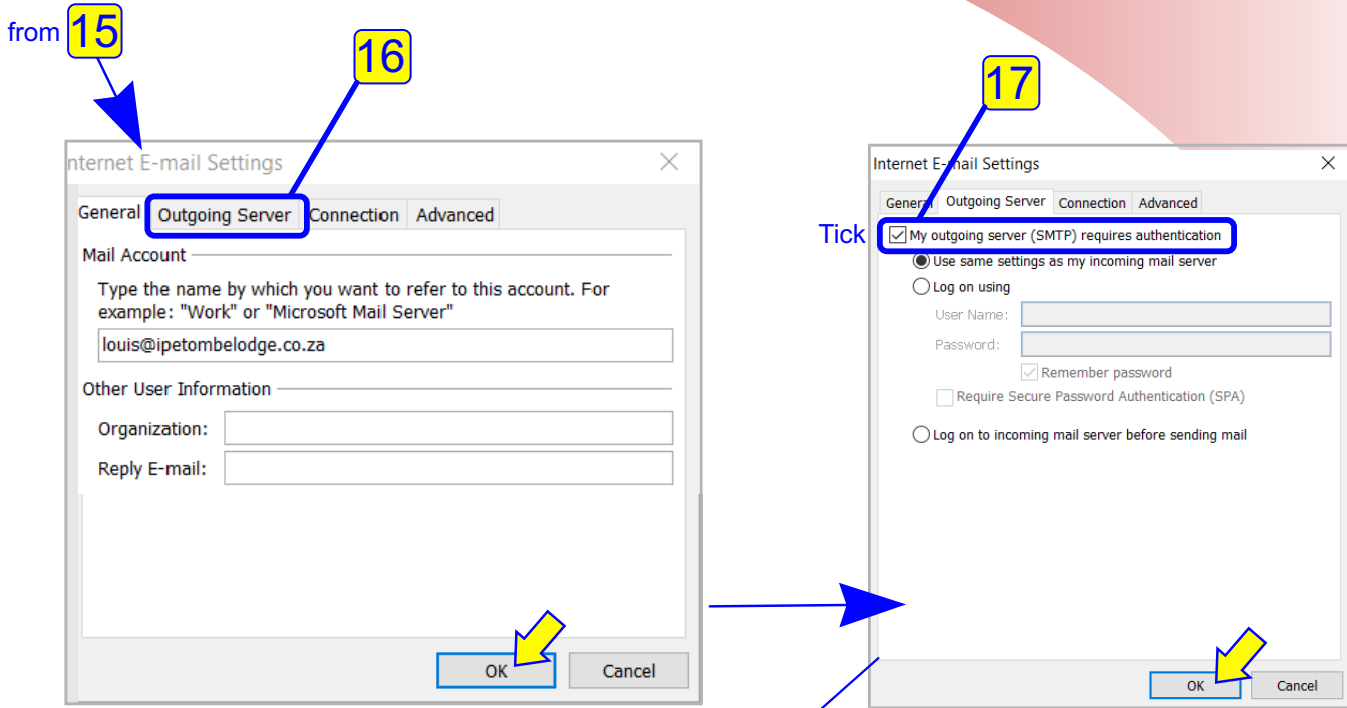 from 15
16
17
nternet E-mail Settings
General Outgoing Server Connection Advanced
Mail Account
Type the name by which you want to refer to this account. For
example: "Work" or "Microsoft Mail Server"
louis@ipetombelodge.co.za
Other User Information
Organization:
Reply E-mail:
OK Cancel
Internet E-mail Settings
General Outgoing Server Connection Advanced
Tick
My outgoing server (SMTP) requires authentication
Use same settings as my incoming mail server
Log on using
User Name:
Password:
Remember password
Require Secure Password Authentication (SPA)
Log on to incoming mail server before sending mail
OK Cancel